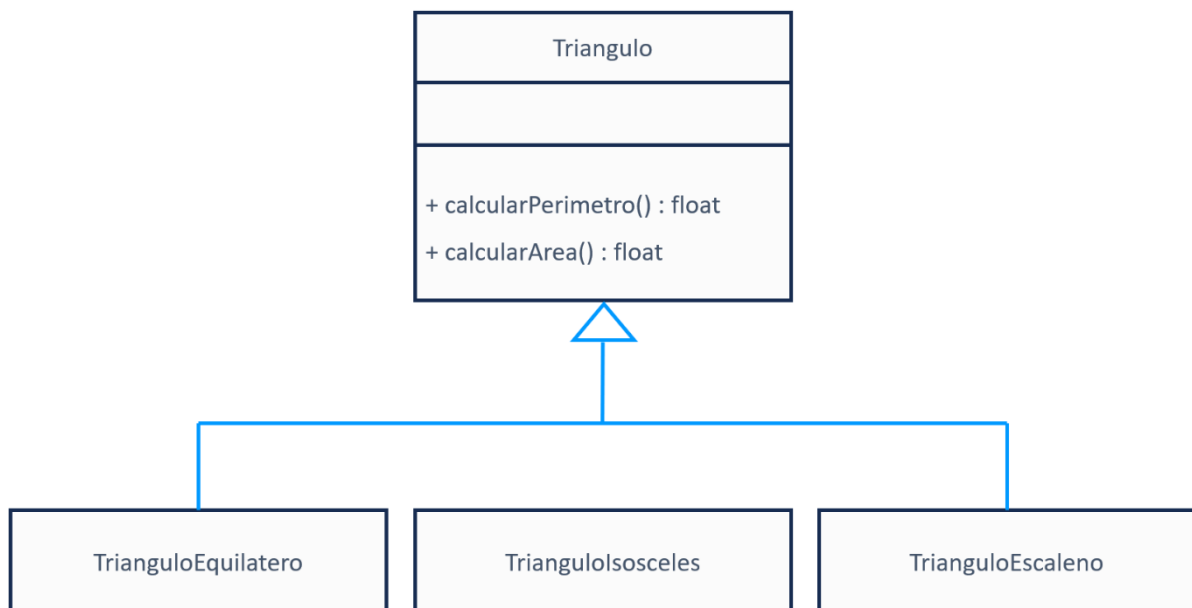 Triangulo
+ calcularPerimetro() : float
+ calcularArea() : float
TrianguloEquilatero
TrianguloIsosceles
TrianguloEscaleno